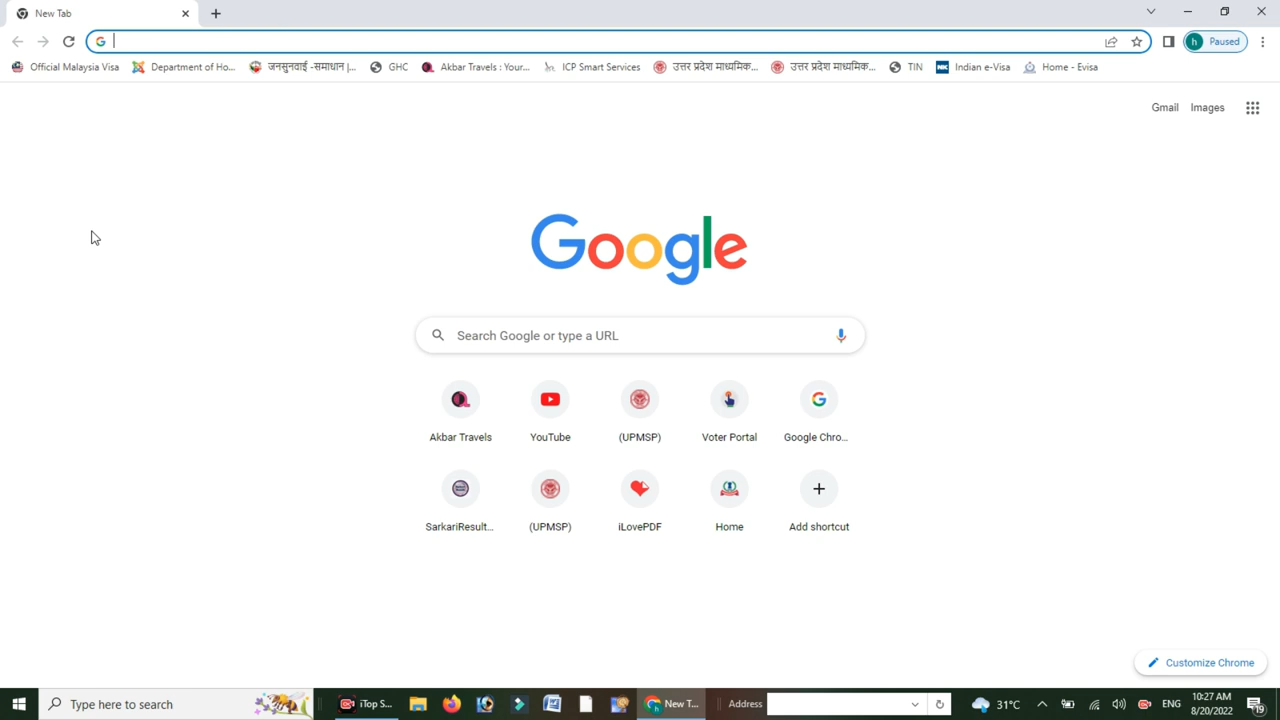 New Tab
h Paused
Official Malaysia Visa Department of Ho... जनसुनवाई -समाधान |... GHC Akbar Travels : Your... ICP Smart Services उत्तर प्रदेश माध्यमिक... उत्तर प्रदेश माध्यमिक... TIN NK Indian e-Visa Home - Evisa
Gmail Images
Google
Search Google or type a URL
Akbar Travels YouTube (UPMSP) Voter Portal Google Chro...
SarkariResult... (UPMSP) iLovePDF Home Add shortcut
Customize Chrome
Type here to search iTop S... New T... Address 31°C ENG 10:27 AM
8/20/2022 19